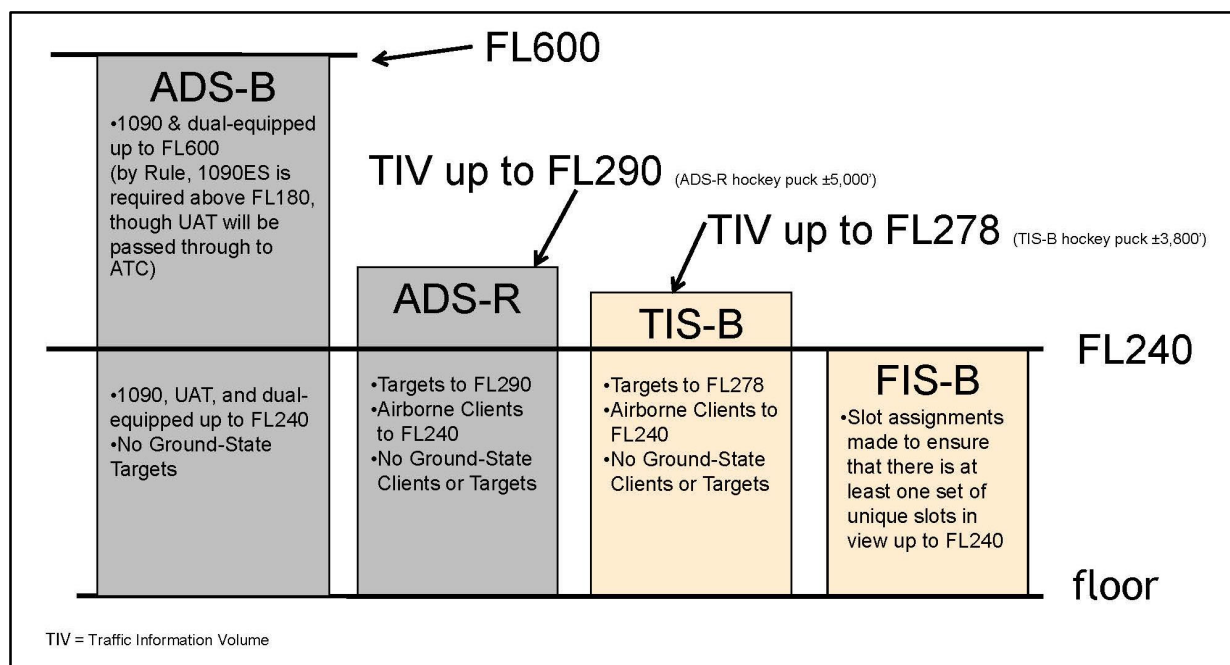 FL600
ADS-B
•1090 & dual-equipped
up to FL600
(by Rule, 1090ES is
required above FL180,
though UAT will be
passed through to
ATC)
TIV up to FL290 (ADS-R hockey puck ±5,000')
TIV up to FL278 (TIS-B hockey puck ±3,800')
ADS-R
TIS-B
FL240
•1090, UAT, and dual-
equipped up to FL240
•No Ground-State
Targets
•Targets to FL290
•Airborne Clients
to FL240
•No Ground-State
Clients or Targets
•Targets to FL278
•Airborne Clients to
FL240
•No Ground-State
Clients or Targets
FIS-B
•Slot assignments
made to ensure
that there is at
least one set of
unique slots in
view up to FL240
floor
TIV = Traffic Information Volume